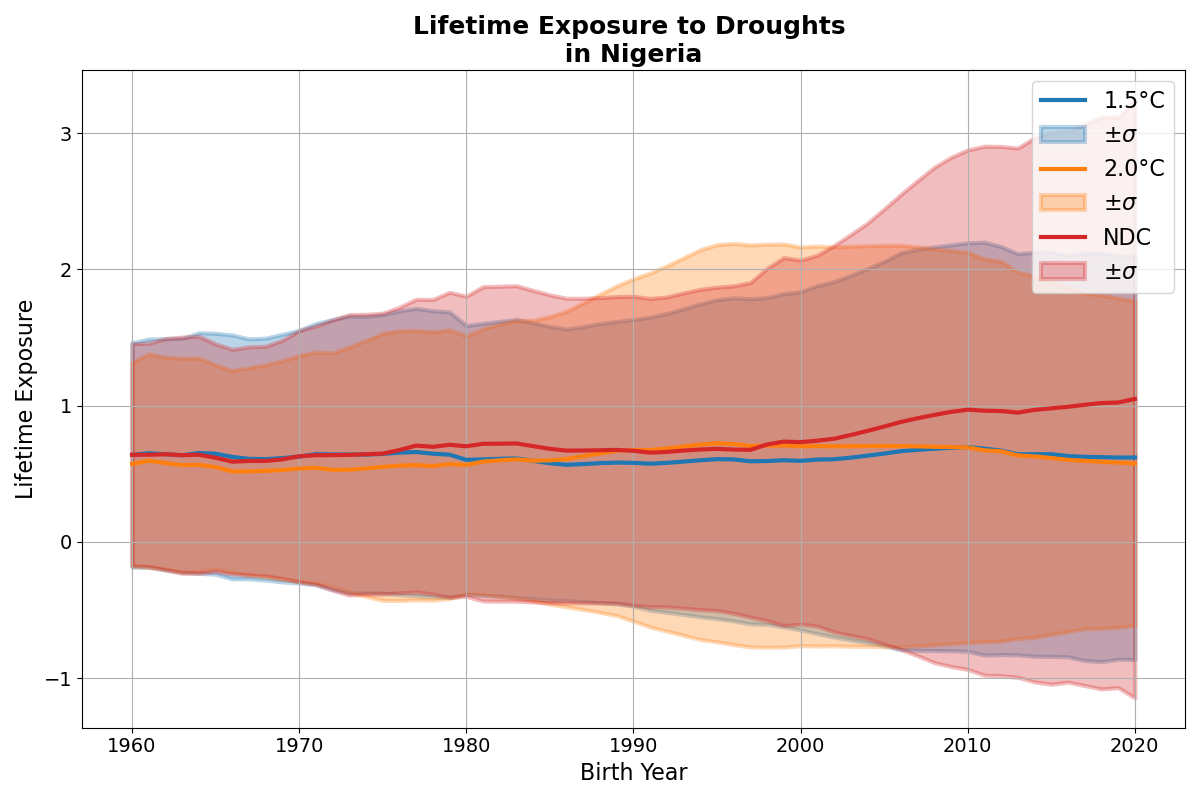 Lifetime Exposure to Droughts
in Nigeria
Lifetime Exposure
3
2
1
0
−1
1960
1970
1980
1990
2000
2010
2020
Birth Year
1.5°C
±σ
2.0°C
±σ
NDC
±σ